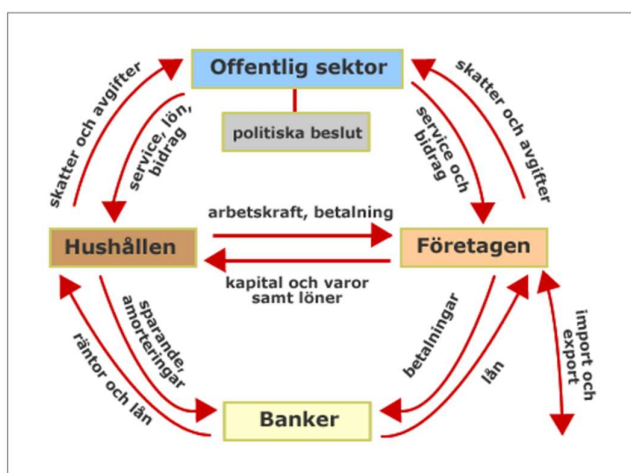 Offentlig sektor
politiska beslut
skatter och avgifter
service, lön,
bidrag
service och
bidrag
skatter och avgifter
arbetskraft, betalning
Hushållen
Företagen
kapital och varor
samt löner
sparande,
amorteringar
räntor och lån
betalningar
lån
import och
export
Banker